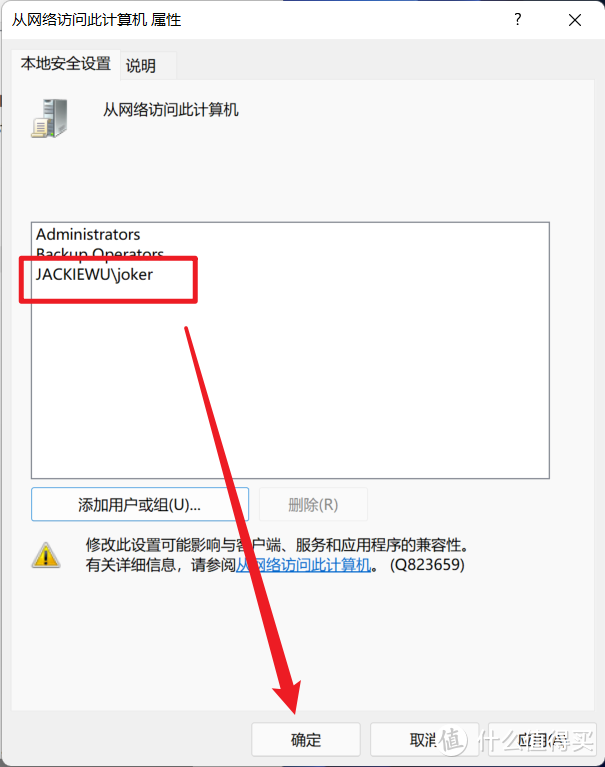 从网络访问此计算机 属性
?
本地安全设置
说明
从网络访问此计算机
Administrators
Backup Operators
JACKIEWU\joker
添加用户或组(U)...
删除(R)
修改此设置可能影响与客户端、服务和应用程序的兼容性。
有关详细信息，请参阅从网络访问此计算机。 (Q823659)
确定
取消
应用(A)
值 什么值得买